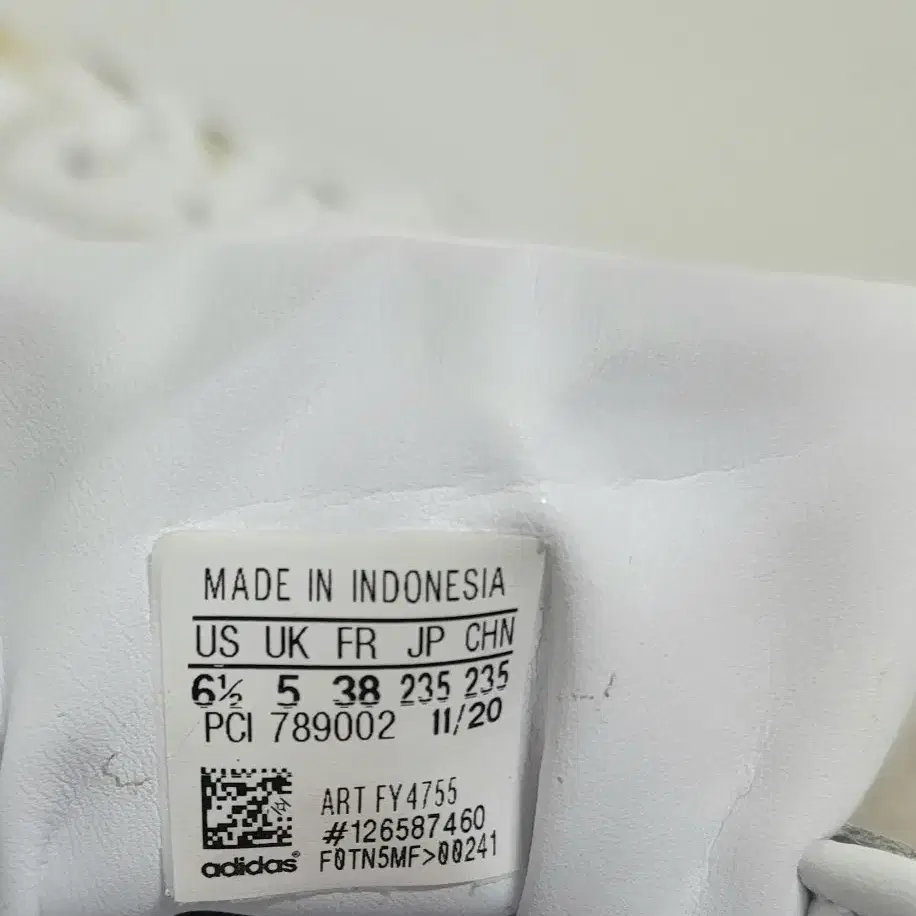 MADE IN INDONESIA
US UK FR JP CHN
6½ 5 38 235 235
PCI 789002 11/20
ART FY4755
#126587460
adidas® F0TN5MF>00241